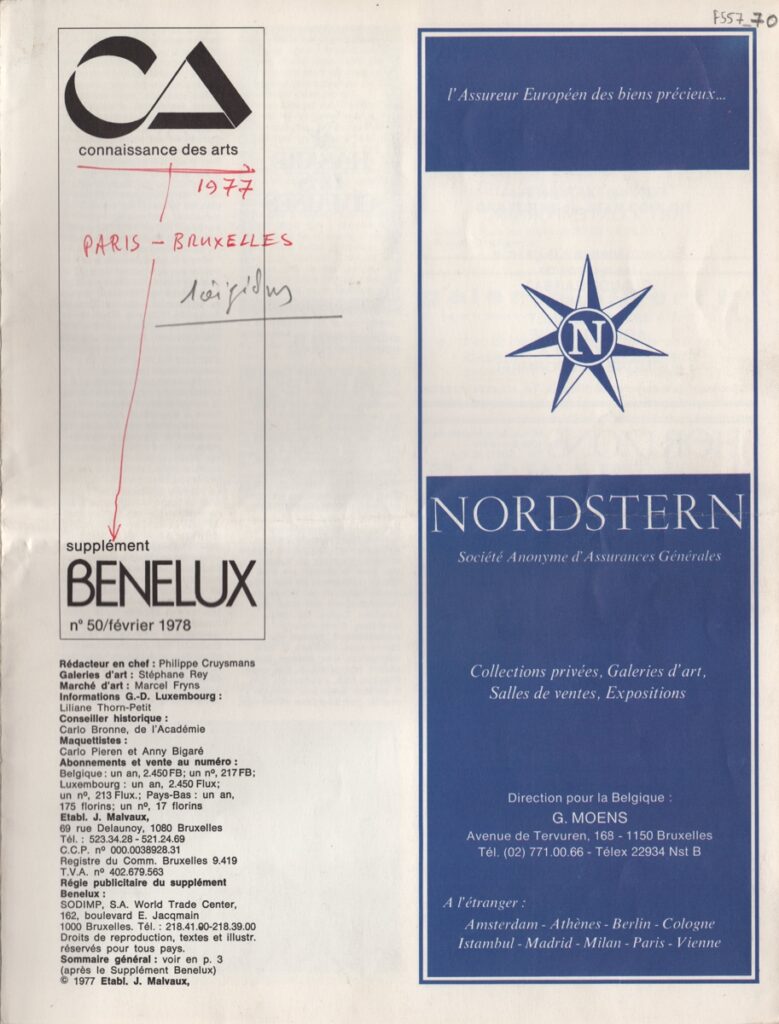 FS57_70
CA
connaissance des arts
1977
PARIS - BRUXELLES
supplément
BENELUX
n° 50/février 1978
Rédacteur en chef : Philippe Cruysmans
Galeries d'art : Stéphane Rey
Marché d'art : Marcel Fryns
Informations G.-D. Luxembourg :
Liliane Thorn-Petit
Conseiller historique :
Carlo Bronne, de l'Académie
Maquettistes :
Carlo Pieren et Anny Bigaré
Abonnements et vente au numéro :
Belgique : un an, 2.450 FB; un n°, 217 FB;
Luxembourg : un an, 2.450 Flux;
un n°, 213 Flux.; Pays-Bas : un an,
175 florins; un n°, 17 florins
Etabl. J. Malvaux,
69 rue Delaunoy, 1080 Bruxelles
Tél. : 523.34.28 - 521.24.69
C.C.P. n° 000.0038928.31
Registre du Comm. Bruxelles 9.419
T.V.A. n° 402.679.563
Régie publicitaire du supplément
Benelux :
SODIMP, S.A. World Trade Center,
162, boulevard E. Jacqmain
1000 Bruxelles. Tél. : 218.41.90-218.39.00
Droits de reproduction, textes et illustr.
réservés pour tous pays.
Sommaire général : voir en p. 3
(après le Supplément Benelux)
© 1977 Etabl. J. Malvaux,
l'Assureur Européen des biens précieux...
N
NORDSTERN
Société Anonyme d'Assurances Générales
Collections privées, Galeries d'art,
Salles de ventes, Expositions
Direction pour la Belgique :
G. MOENS
Avenue de Tervuren, 168 - 1150 Bruxelles
Tél. (02) 771.00.66 - Télex 22934 Nst B
A l'étranger :
Amsterdam - Athènes - Berlin - Cologne
Istambul - Madrid - Milan - Paris - Vienne